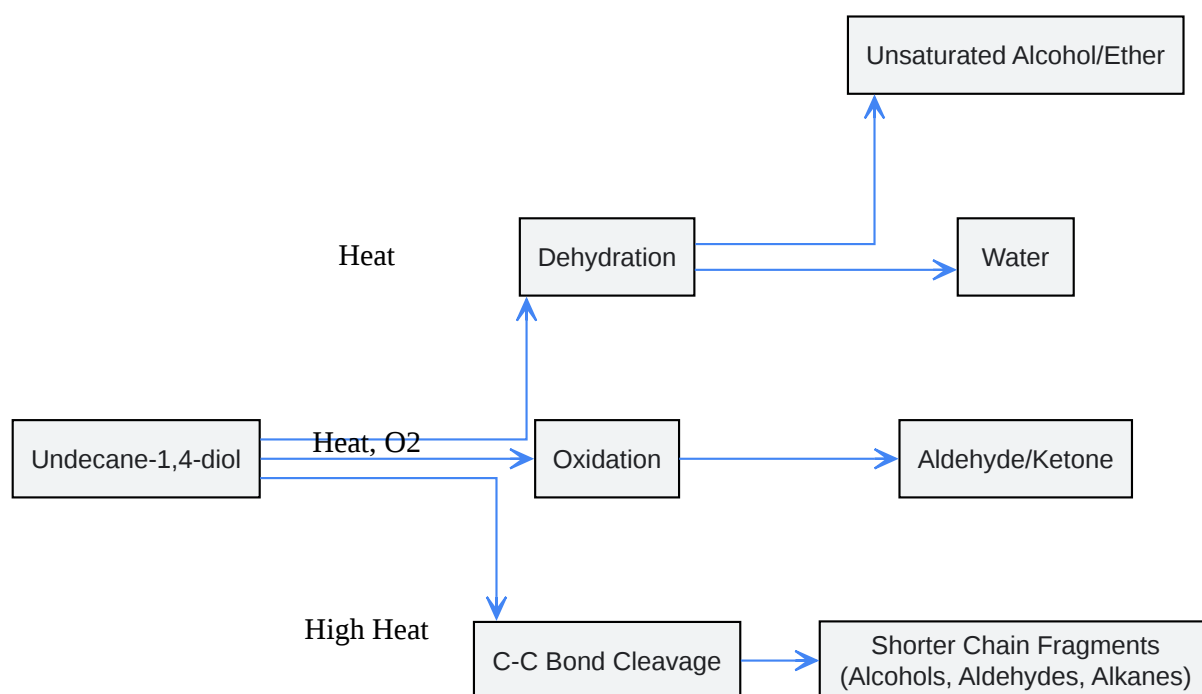 Unsaturated Alcohol/Ether
Heat
Dehydration
Water
Undecane-1,4-diol
Heat, O2
Oxidation
Aldehyde/Ketone
High Heat
C-C Bond Cleavage
Shorter Chain Fragments
(Alcohols, Aldehydes, Alkanes)